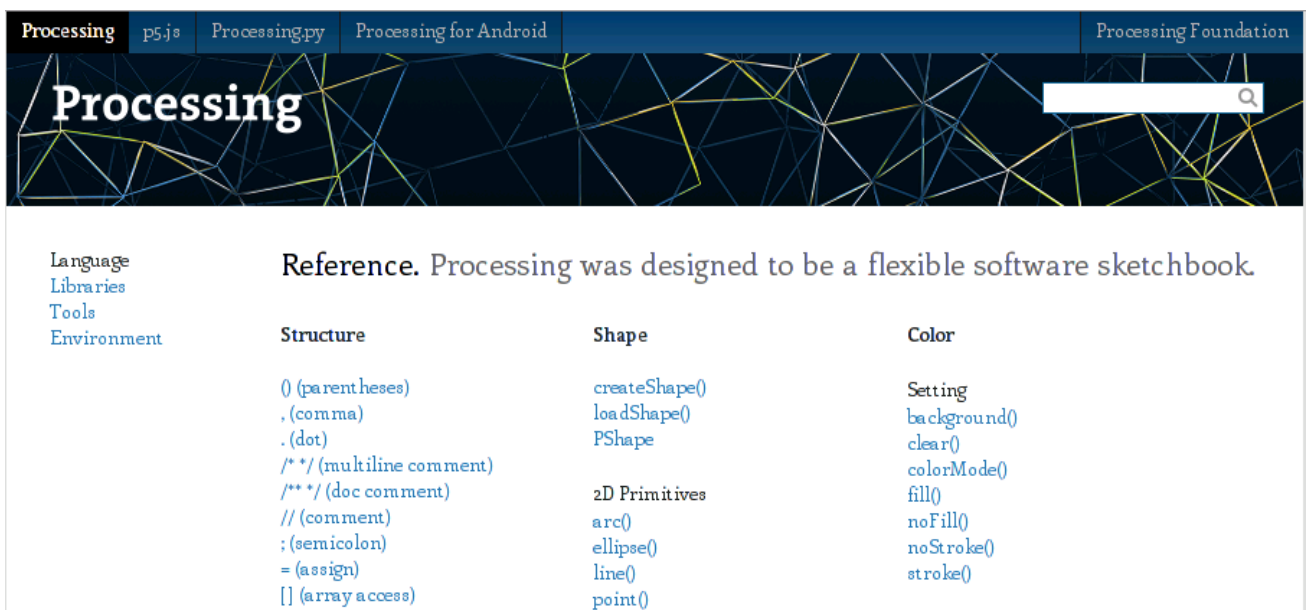 Processing
p5.js
Processing.py
Processing for Android
Processing Foundation
Processing
Language
Libraries
Tools
Environment
Reference. Processing was designed to be a flexible software sketchbook.
Structure
() (parentheses)
, (comma)
. (dot)
/* */ (multiline comment)
/** */ (doc comment)
// (comment)
; (semicolon)
= (assign)
[] (array access)
Shape
createShape()
loadShape()
PShape
2D Primitives
arc()
ellipse()
line()
point()
Color
Setting
background()
clear()
colorMode()
fill()
noFill()
noStroke()
stroke()